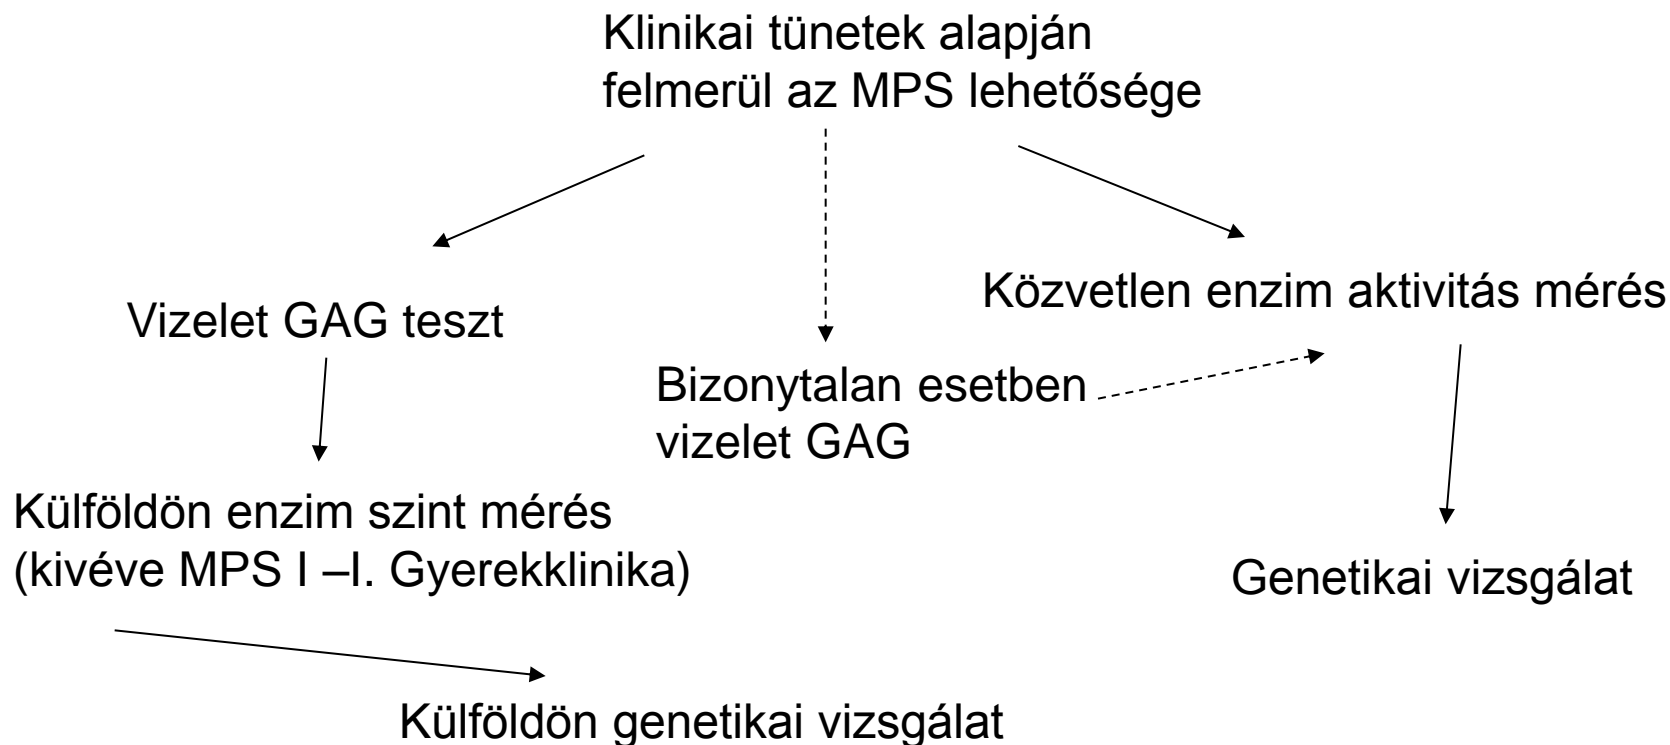 Klinikai tünetek alapján
felmerül az MPS lehetősége
Vizelet GAG teszt
Közvetlen enzim aktivitás mérés
Bizonytalan esetben
vizelet GAG
Külföldön enzim szint mérés
(kivéve MPS I –I. Gyerekklinika)
Genetikai vizsgálat
Külföldön genetikai vizsgálat